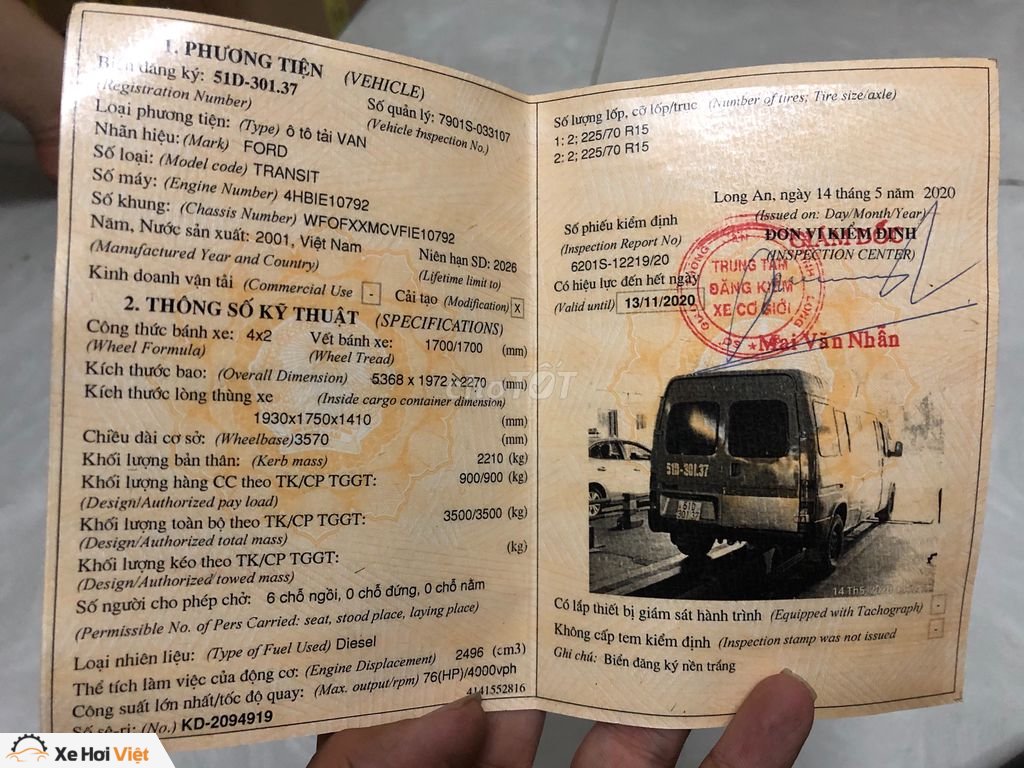 1. PHƯƠNG TIỆN (VEHICLE)
Biển đăng ký: 51D-301.37
(Registration Number)
Số quản lý: 7901S-033107
(Vehicle Inspection No.)
Loại phương tiện: (Type) ô tô tải VAN
Nhãn hiệu: (Mark) FORD
Số loại: (Model code) TRANSIT
Số máy: (Engine Number) 4HBIE10792
Số khung: (Chassis Number) WFOFXXMCVFIE10792
Năm, Nước sản xuất: 2001, Việt Nam
(Manufactured Year and Country)
Niên hạn SD: 2026
(Lifetime limit to)
Kinh doanh vận tải (Commercial Use - Cải tạo (Modification) X
2. THÔNG SỐ KỸ THUẬT (SPECIFICATIONS)
Công thức bánh xe: 4x2
(Wheel Formula)
Vết bánh xe: 1700/1700 (mm)
(Wheel Tread)
Kích thước bao: (Overall Dimension) 5368 x 1972 x 2270 (mm)
Kích thước lòng thùng xe (Inside cargo container dimension)
1930x1750x1410 (mm)
Chiều dài cơ sở: (Wheelbase)3570 (mm)
Khối lượng bản thân: (Kerb mass) 2210 (kg)
Khối lượng hàng CC theo TK/CP TGGT: 900/900 (kg)
(Design/Authorized pay load)
Khối lượng toàn bộ theo TK/CP TGGT: 3500/3500 (kg)
(Design/Authorized total mass)
Khối lượng kéo theo TK/CP TGGT: (kg)
(Design/Authorized towed mass)
Số người cho phép chở: 6 chỗ ngồi, 0 chỗ đứng, 0 chỗ nằm
(Permissible No. of Pers Carried: seat, stood place, laying place)
Loại nhiên liệu: (Type of Fuel Used) Diesel
Thể tích làm việc của động cơ: (Engine Displacement) 2496 (cm3)
Công suất lớn nhất/tốc độ quay: (Max. output/rpm) 76(HP)/4000vph
4141552816
Số sê-ri: (No.) KD-2094919
Số lượng lốp, cỡ lốp/trục (Number of tires; Tire size/axle)
1: 2; 225/70 R15
2: 2; 225/70 R15
Long An, ngày 14 tháng 5 năm 2020
(Issued on: Day/Month/Year)
Số phiếu kiểm định
(Inspection Report No)
6201S-12219/20
ĐƠN VỊ KIỂM ĐỊNH
(INSPECTION CENTER)
GIÁM ĐỐC
Có hiệu lực đến hết ngày
(Valid until) 13/11/2020
TRUNG TÂM
ĐĂNG KIỂM
XE CƠ GIỚI
Mai Văn Nhân
51D-301.37
51D
301.37
Có lắp thiết bị giám sát hành trình (Equipped with Tachograph) -
Không cấp tem kiểm định (Inspection stamp was not issued -
Ghi chú: Biển đăng ký nền trắng
Xe Hơi Việt